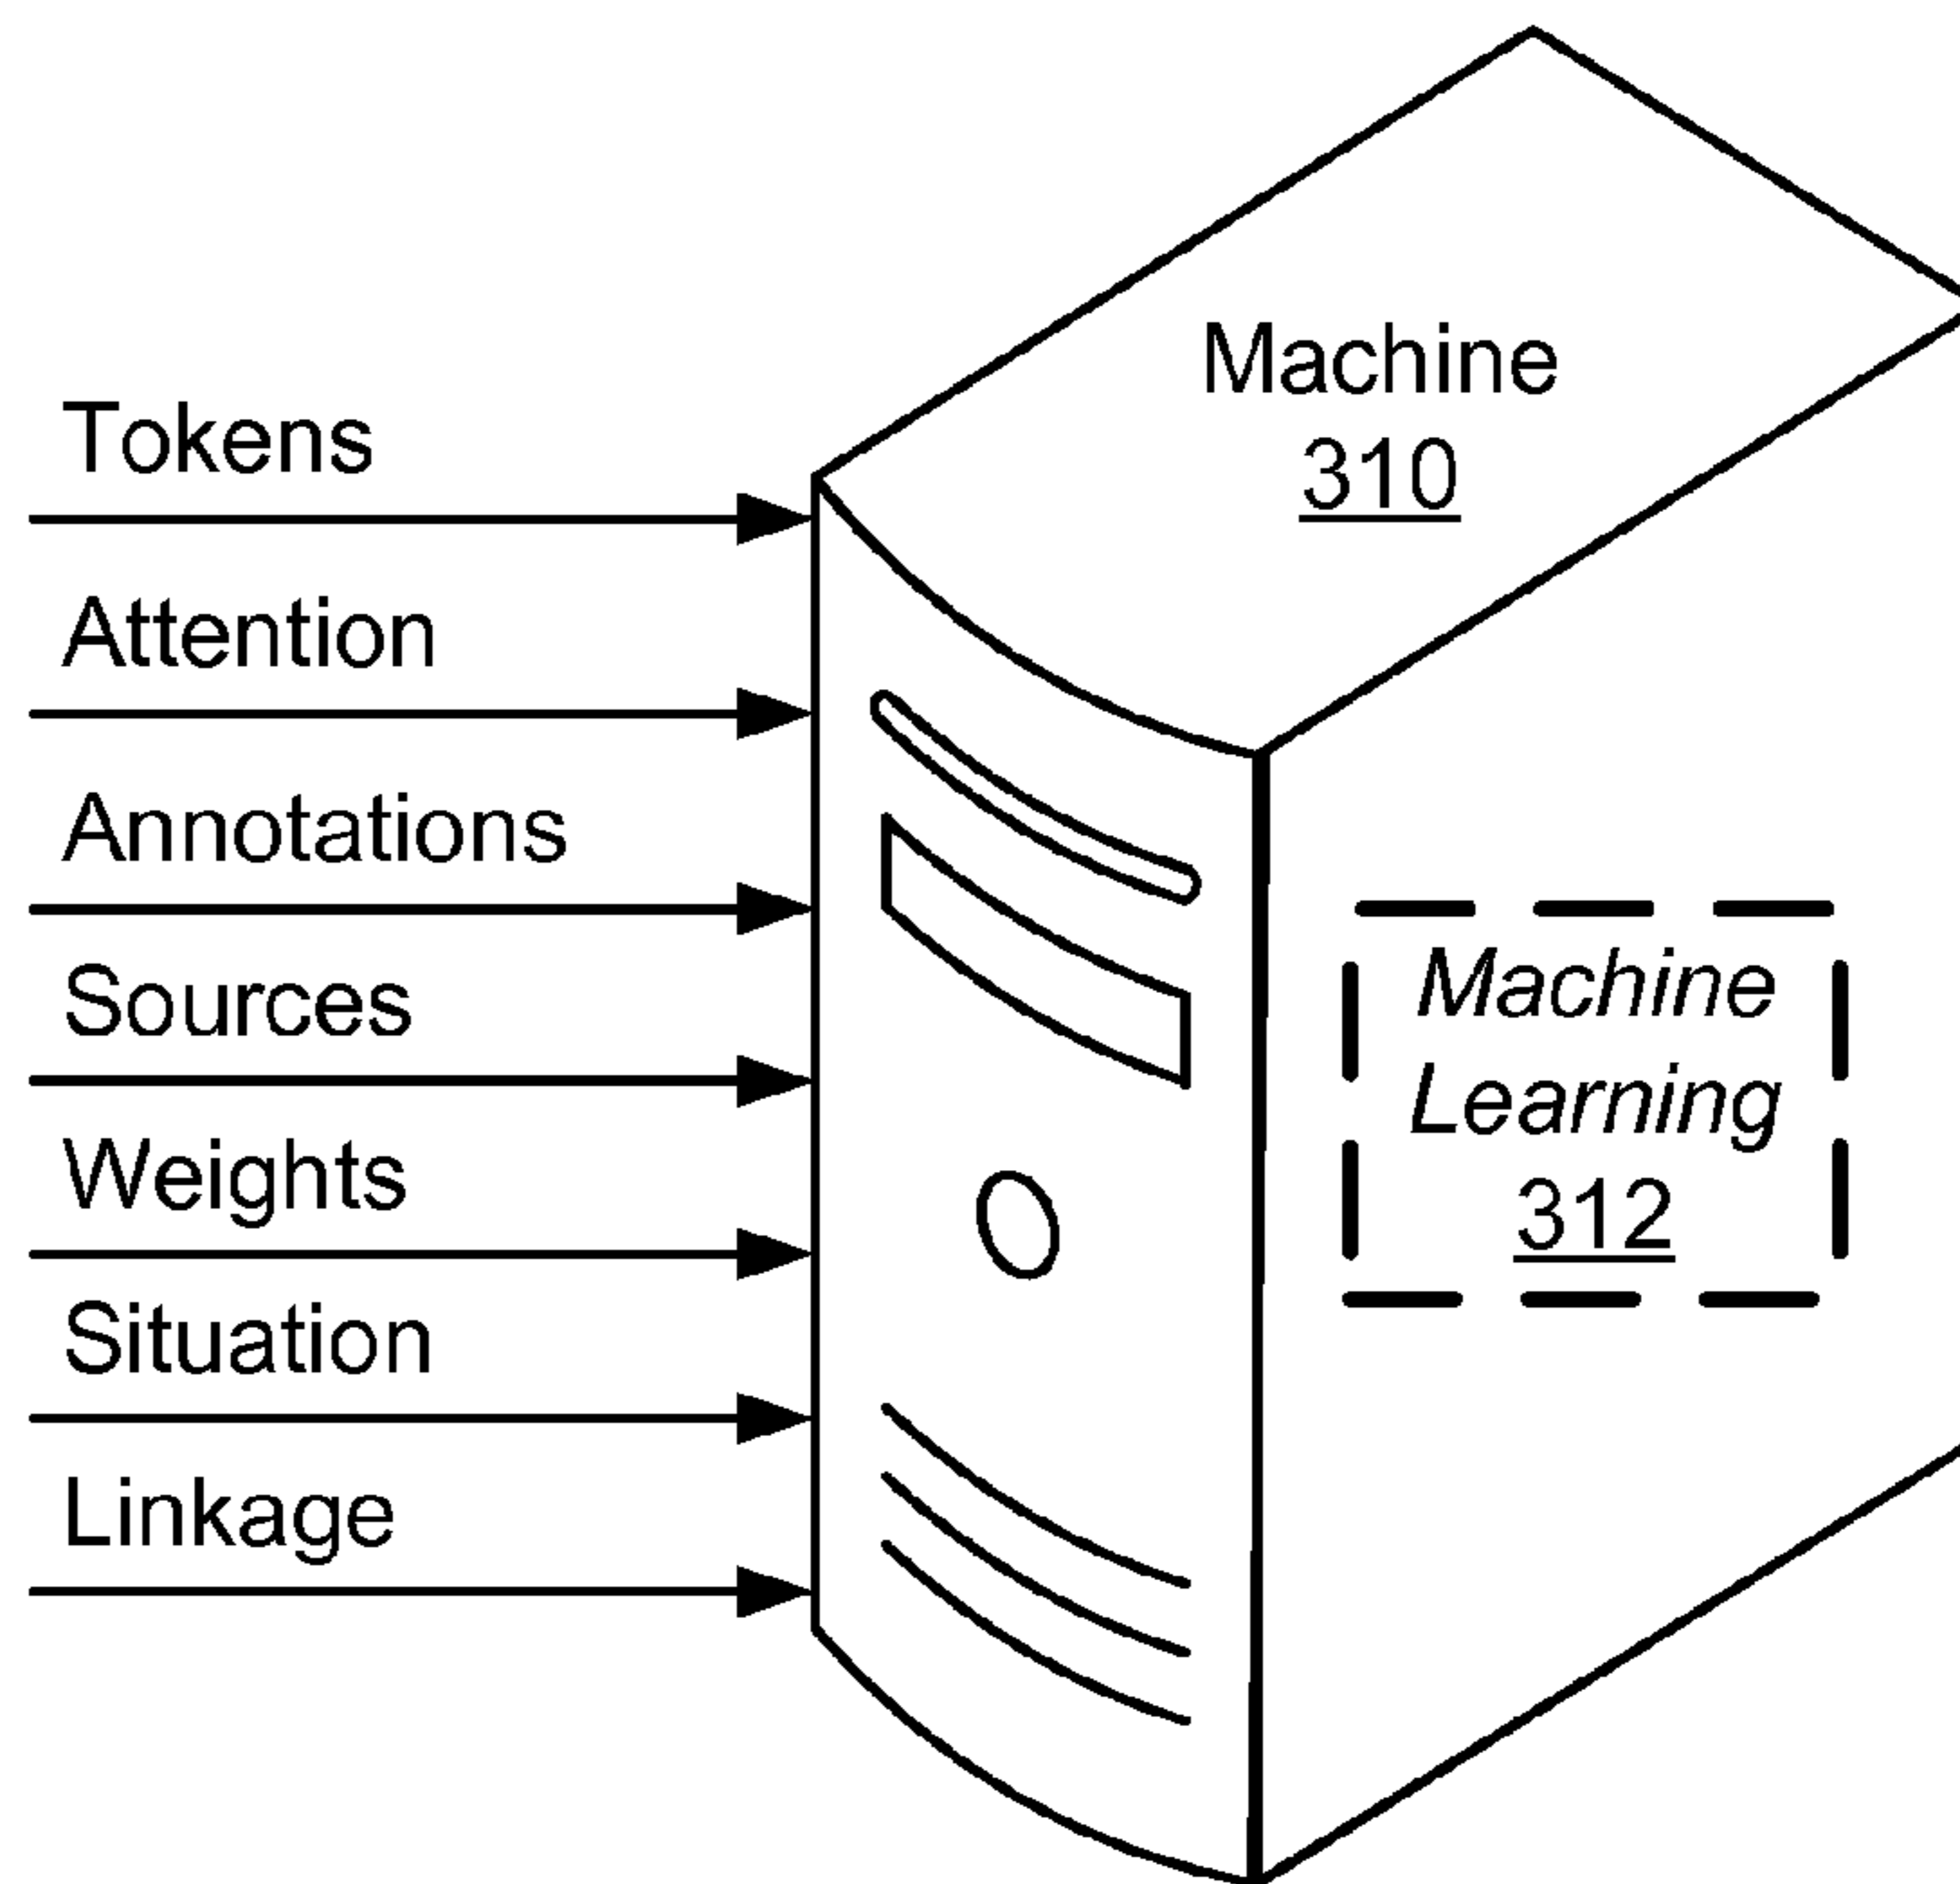 Tokens
Attention
Annotations
Sources
Weights
Situation
Linkage
Machine
310
Machine
Learning
312